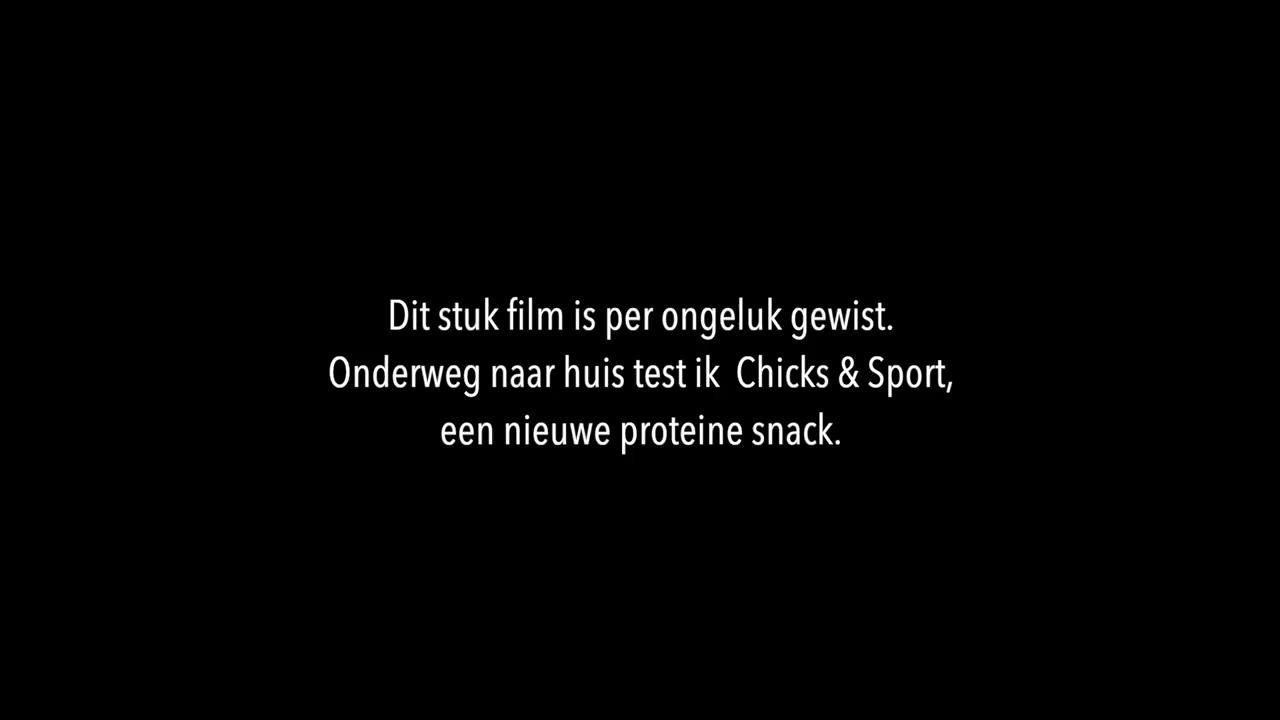 Dit stuk film is per ongeluk gewist.
Onderweg naar huis test ik  Chicks & Sport,
een nieuwe proteine snack.